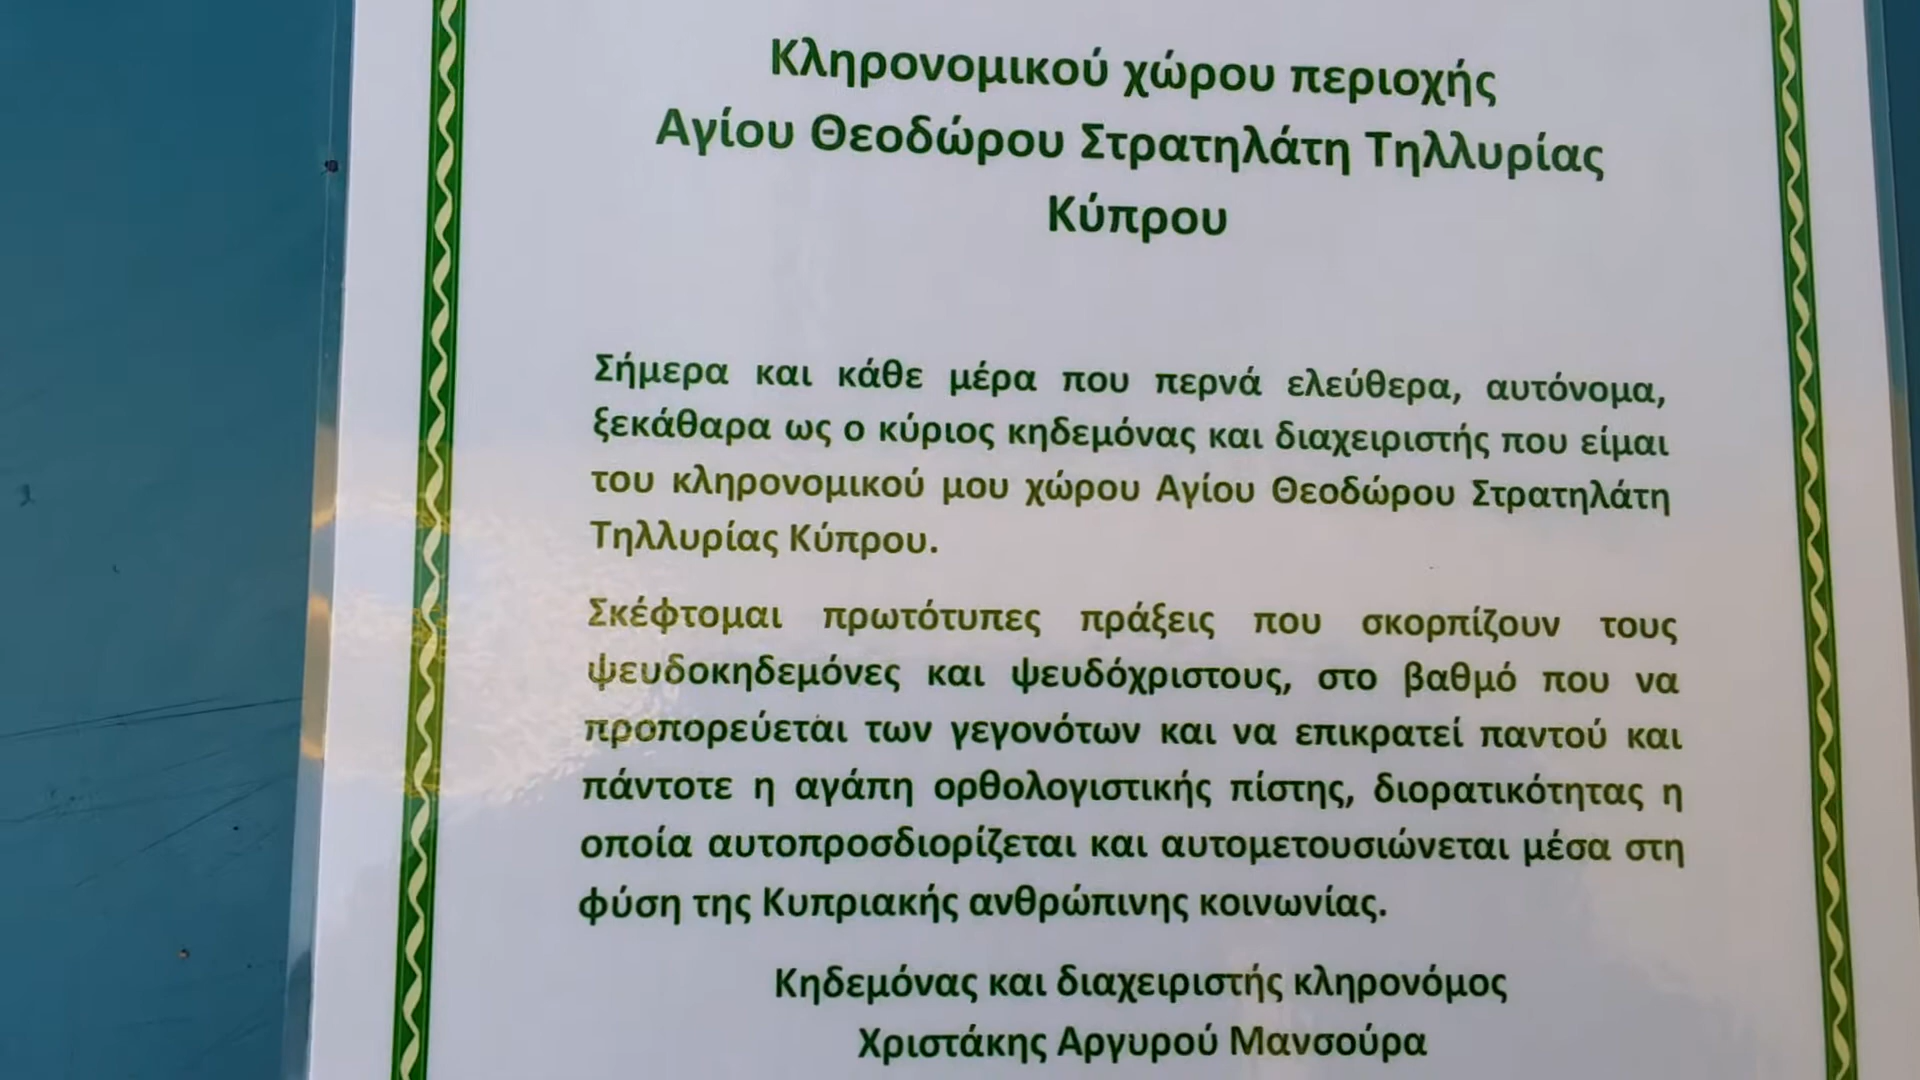 Κληρονομικού χώρου περιοχής
Αγίου Θεοδώρου Στρατηλάτη Τηλλυρίας
Κύπρου
Σήμερα και κάθε μέρα που περνά ελεύθερα, αυτόνομα,
ξεκάθαρα ως ο κύριος κηδεμόνας και διαχειριστής που είμαι
του κληρονομικού μου χώρου Αγίου Θεοδώρου Στρατηλάτη
Τηλλυρίας Κύπρου.
Σκέφτομαι πρωτότυπες πράξεις που σκορπίζουν τους
ψευδοκηδεμόνες και ψευδόχριστους, στο βαθμό που να
προπορεύεται των γεγονότων και να επικρατεί παντού και
πάντοτε η αγάπη ορθολογιστικής πίστης, διορατικότητας η
οποία αυτοπροσδιορίζεται και αυτομετουσιώνεται μέσα στη
φύση της Κυπριακής ανθρώπινης κοινωνίας.
Κηδεμόνας και διαχειριστής κληρονόμος
Χριστάκης Αργυρού Μανσούρα